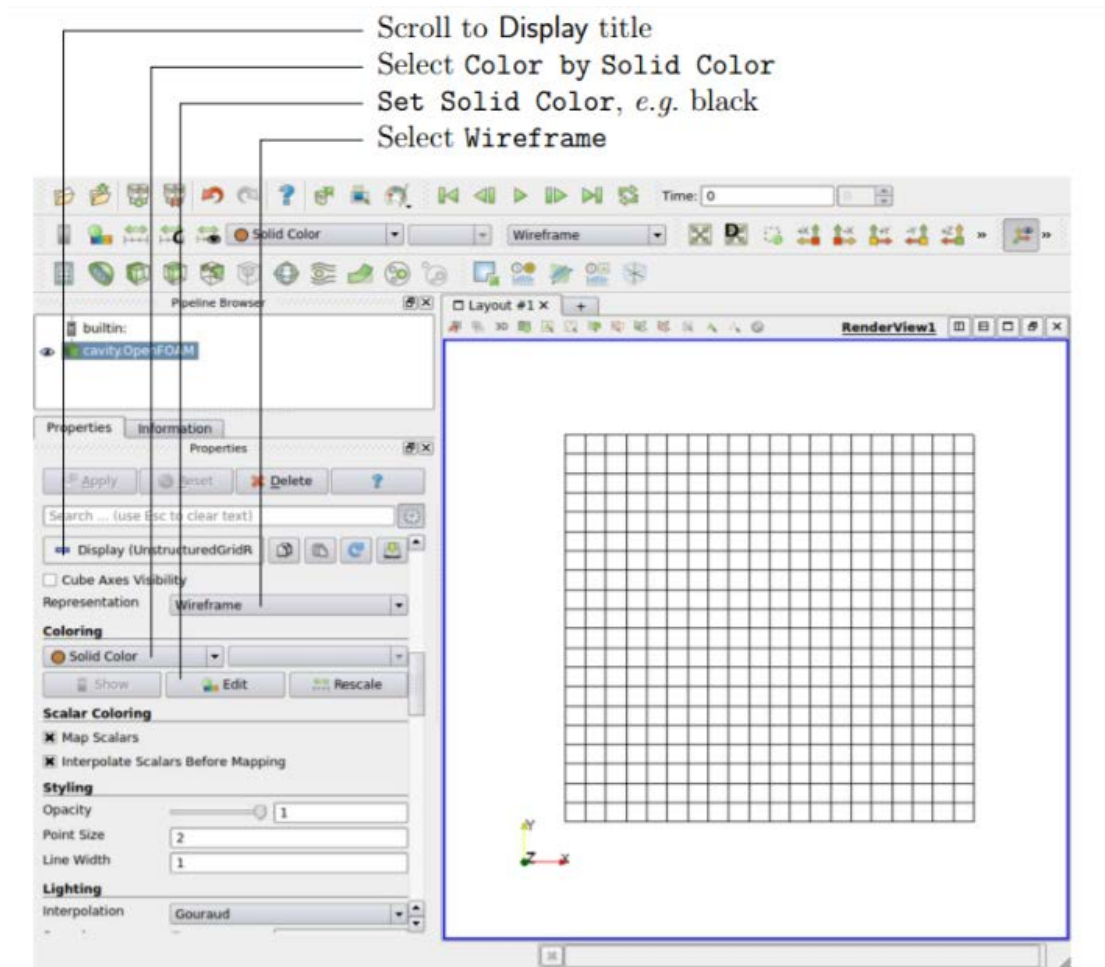 Scroll to Display title
Select Color by Solid Color
Set Solid Color, e.g. black
Select Wireframe
Time: 0 0
Solid Color Wireframe
Pipeline Browser
builtin:
cavity.OpenFOAM
Layout #1 × +
3D RenderView1
Properties Information
Properties
Apply Reset Delete ?
Search ... (use Esc to clear text)
Display (UnstructuredGridR
Cube Axes Visibility
Representation Wireframe
Coloring
Solid Color
Show Edit Rescale
Scalar Coloring
Map Scalars
Interpolate Scalars Before Mapping
Styling
Opacity 1
Point Size 2
Line Width 1
Lighting
Interpolation Gouraud
Y
Z X